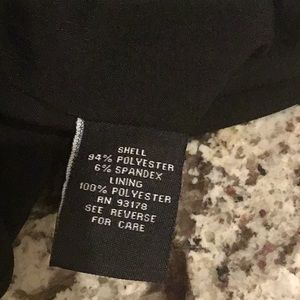 SHELL
94% POLYESTER
6% SPANDEX
LINING
100% POLYESTER
RN 93178
SEE REVERSE
FOR CARE